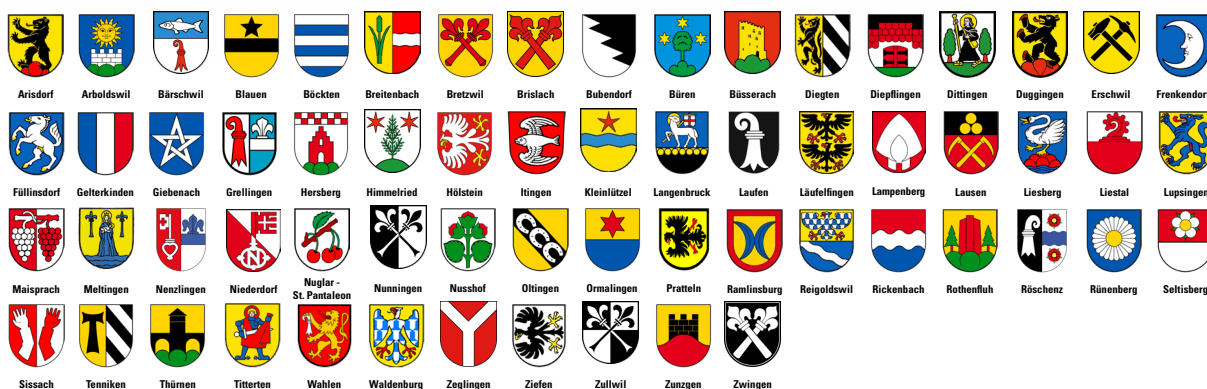 Arisdorf Arboldswil Bärschwil Blauen Böckten Breitenbach Bretzwil Brislach Bubendorf Büren Büsserach Diegten Diepflingen Dittingen Duggingen Erschwil Frenkendorf
Füllinsdorf Gelterkinden Giebenach Grellingen Hersberg Himmelried Hölstein Itingen Kleinlützel Langenbruck Laufen Läufelfingen Lampenberg Lausen Liesberg Liestal Lupsingen
Maisprach Meltingen Nenzlingen Niederdorf Nuglar - Nunningen Nusshof Oltingen Ormalingen Pratteln Ramlinsburg Reigoldswil Rickenbach Rothenfluh Röschenz Rünenberg Seltisberg
St. Pantaleon
Sissach Tenniken Thürnen Titterten Wahlen Waldenburg Zeglingen Ziefen Zullwil Zunzgen Zwingen